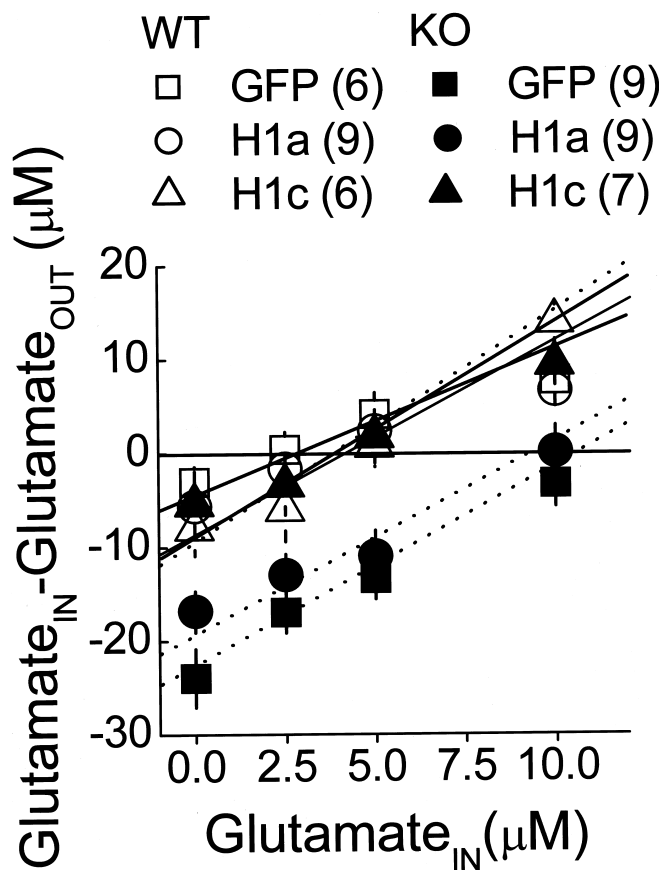 WT KO
GFP (6) GFP (9)
H1a (9) H1a (9)
H1c (6) H1c (7)
Glutamate_IN-Glutamate_OUT (μM)
20
10
0
-10
-20
-30
0.0 2.5 5.0 7.5 10.0
Glutamate_IN(μM)